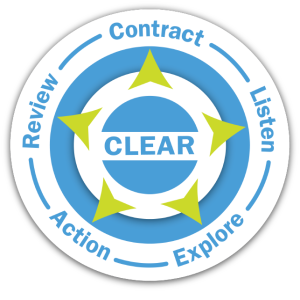 Contract
Listen
Explore
Action
Review
CLEAR